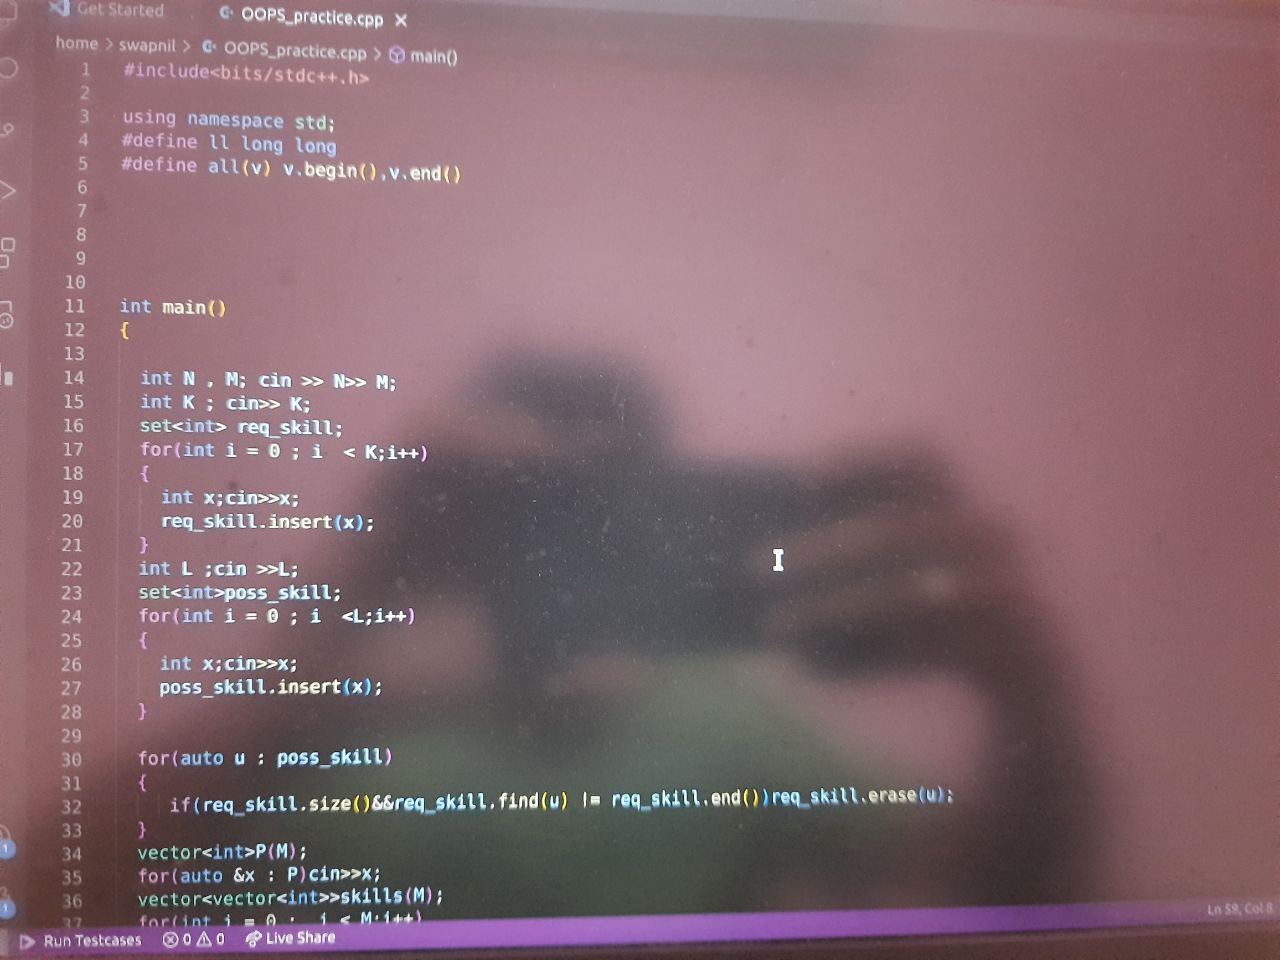 Get Started OOPS_practice.cpp
home > swapnil > OOPS_practice.cpp > main()
1 #include<bits/stdc++.h>
2
3 using namespace std;
4 #define ll long long
5 #define all(v) v.begin(),v.end()
6
7
8
9
10
11 int main()
12 {
13
14 int N , M; cin >> N>> M;
15 int K ; cin>> K;
16 set<int> req_skill;
17 for(int i = 0 ; i < K;i++)
18 {
19 int x;cin>>x;
20 req_skill.insert(x);
21 }
22 int L ;cin >>L;
23 set<int>poss_skill;
24 for(int i = 0 ; i <L;i++)
25 {
26 int x;cin>>x;
27 poss_skill.insert(x);
28 }
29
30 for(auto u : poss_skill)
31 {
32 if(req_skill.size()&&req_skill.find(u) != req_skill.end())req_skill.erase(u);
33 }
34 vector<int>P(M);
35 for(auto &x : P)cin>>x;
36 vector<vector<int>>skills(M);
37 for(int i = 0 ; i < M;i++)
Ln 59, Col 8
Run Testcases 0 0 Live Share